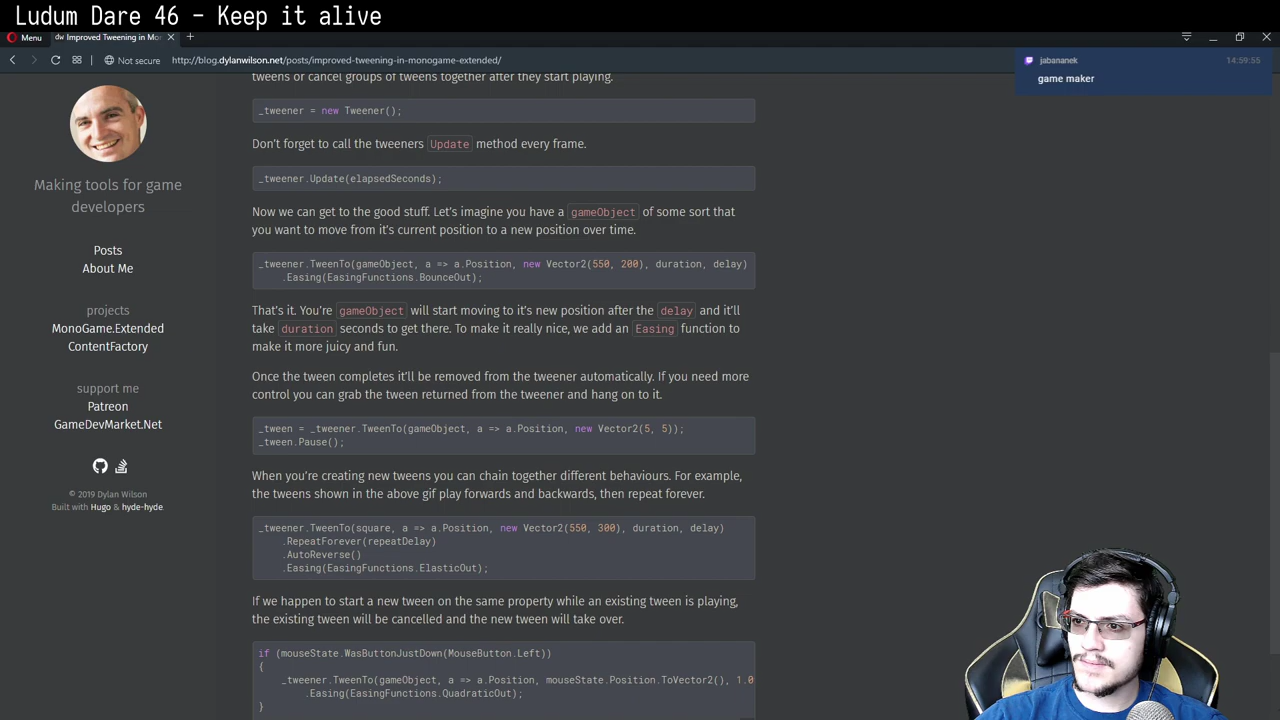 Ludum Dare 46 - Keep it alive
Menu
dw Improved Tweening in Mo
Not secure
http://blog.dylanwilson.net/posts/improved-tweening-in-monogame-extended/
jabananek
14:59:55
game maker
Making tools for game
developers
Posts
About Me
projects
MonoGame.Extended
ContentFactory
support me
Patreon
GameDevMarket.Net
© 2019 Dylan Wilson
Built with Hugo & hyde-hyde.
tweens or cancel groups of tweens together after they start playing.
_tweener = new Tweener();
Don't forget to call the tweeners Update method every frame.
_tweener.Update(elapsedSeconds);
Now we can get to the good stuff. Let's imagine you have a gameObject of some sort that
you want to move from it's current position to a new position over time.
_tweener.TweenTo(gameObject, a => a.Position, new Vector2(550, 200), duration, delay)
.Easing(EasingFunctions.BounceOut);
That's it. You're gameObject will start moving to it's new position after the delay and it'll
take duration seconds to get there. To make it really nice, we add an Easing function to
make it more juicy and fun.
Once the tween completes it'll be removed from the tweener automatically. If you need more
control you can grab the tween returned from the tweener and hang on to it.
_tween = _tweener.TweenTo(gameObject, a => a.Position, new Vector2(5, 5));
_tween.Pause();
When you're creating new tweens you can chain together different behaviours. For example,
the tweens shown in the above gif play forwards and backwards, then repeat forever.
_tweener.TweenTo(square, a => a.Position, new Vector2(550, 300), duration, delay)
.RepeatForever(repeatDelay)
.AutoReverse()
.Easing(EasingFunctions.ElasticOut);
If we happen to start a new tween on the same property while an existing tween is playing,
the existing tween will be cancelled and the new tween will take over.
if (mouseState.WasButtonJustDown(MouseButton.Left))
{
_tweener.TweenTo(gameObject, a => a.Position, mouseState.Position.ToVector2(), 1.0
.Easing(EasingFunctions.QuadraticOut);
}